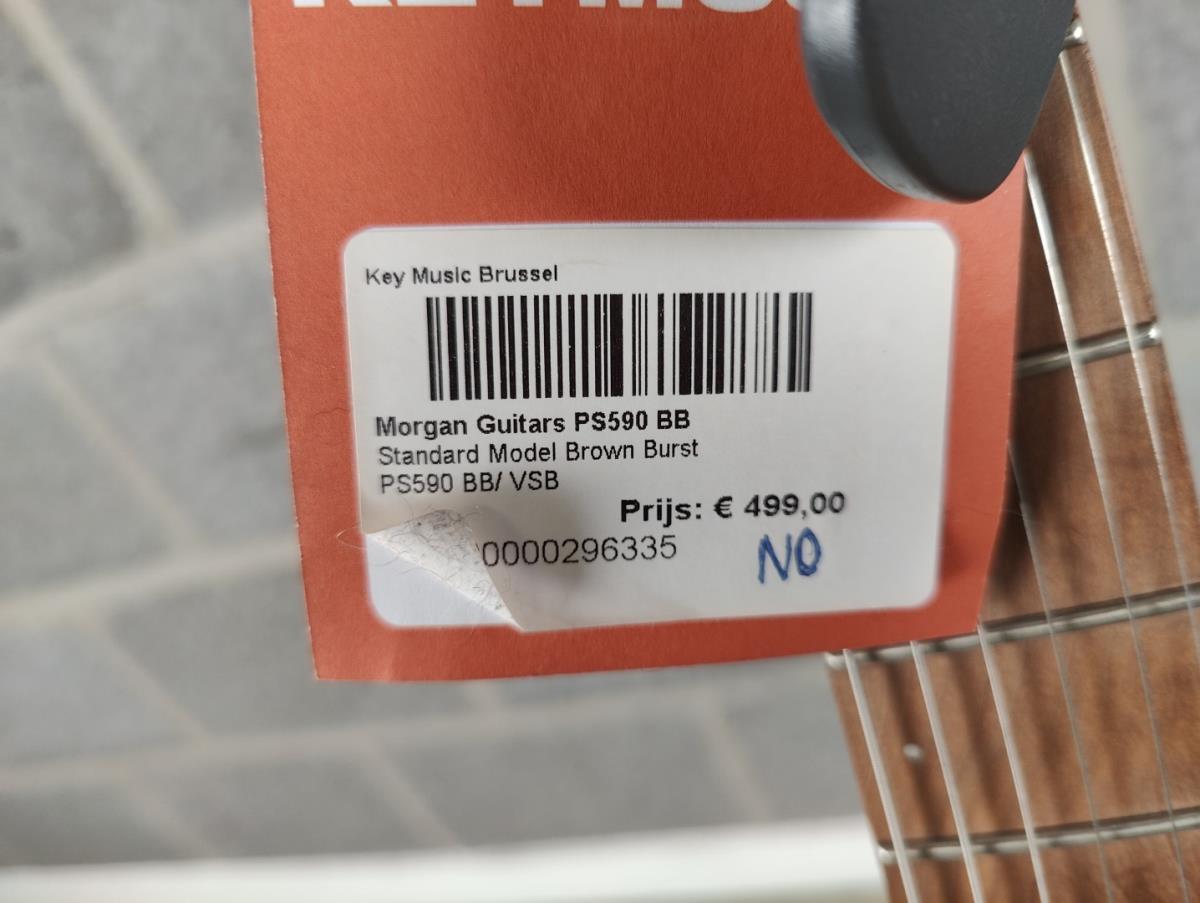 Key Music Brussel
Morgan Guitars PS590 BB
Standard Model Brown Burst
PS590 BB/ VSB
Prijs: € 499,00
0000296335
NO